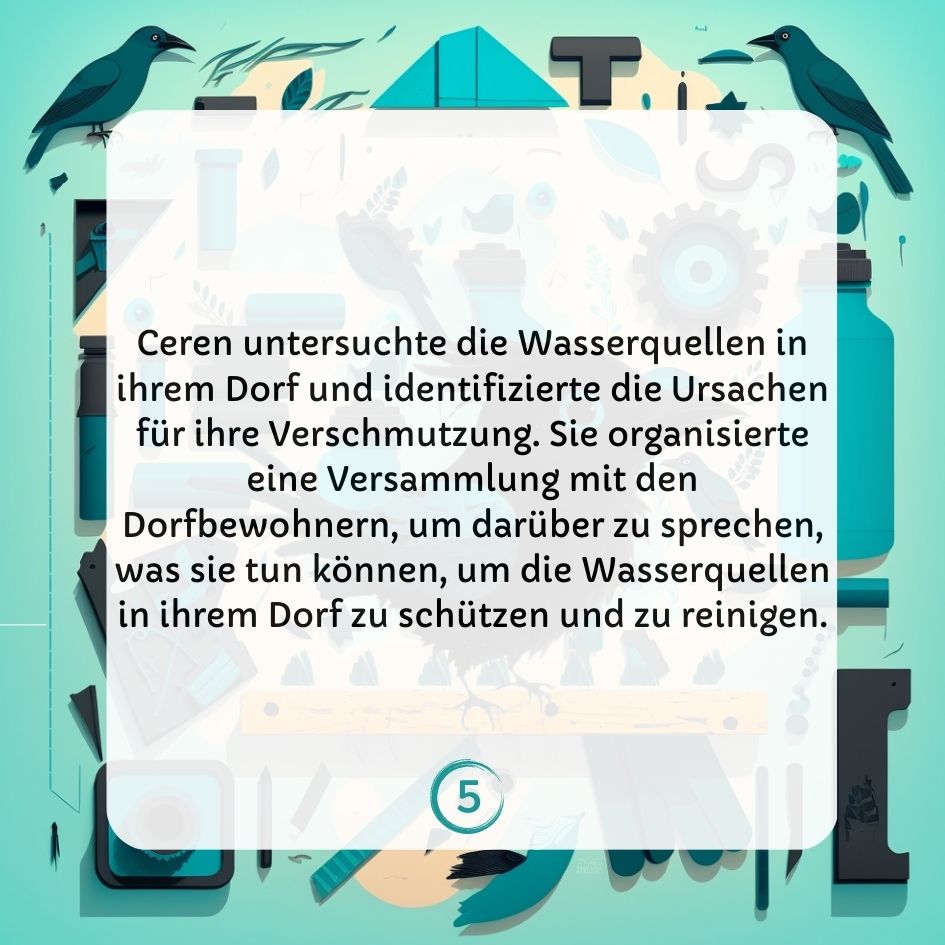 Ceren untersuchte die Wasserquellen in
ihrem Dorf und identifizierte die Ursachen
für ihre Verschmutzung. Sie organisierte
eine Versammlung mit den
Dorfbewohnern, um darüber zu sprechen,
was sie tun können, um die Wasserquellen
in ihrem Dorf zu schützen und zu reinigen.
5